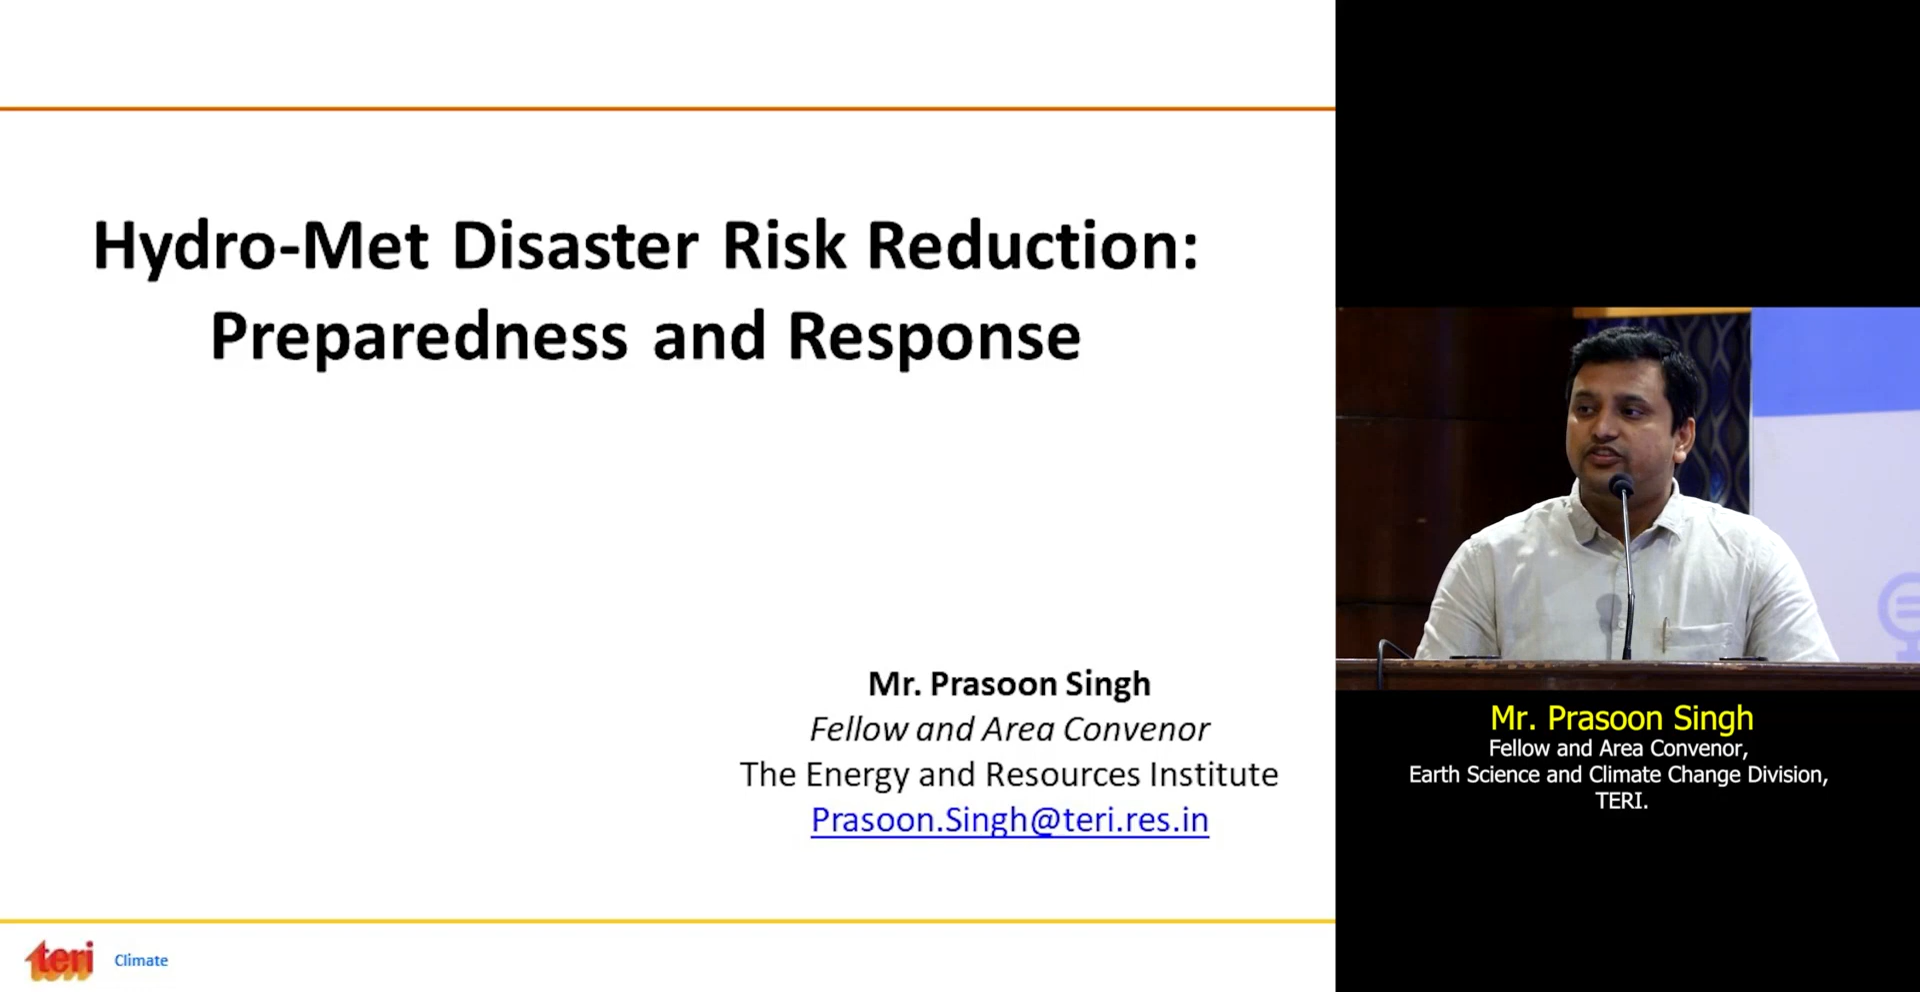 Hydro-Met Disaster Risk Reduction:
Preparedness and Response
Mr. Prasoon Singh
Fellow and Area Convenor
The Energy and Resources Institute
Prasoon.Singh@teri.res.in
teri Climate
Mr. Prasoon Singh
Fellow and Area Convenor,
Earth Science and Climate Change Division,
TERI.